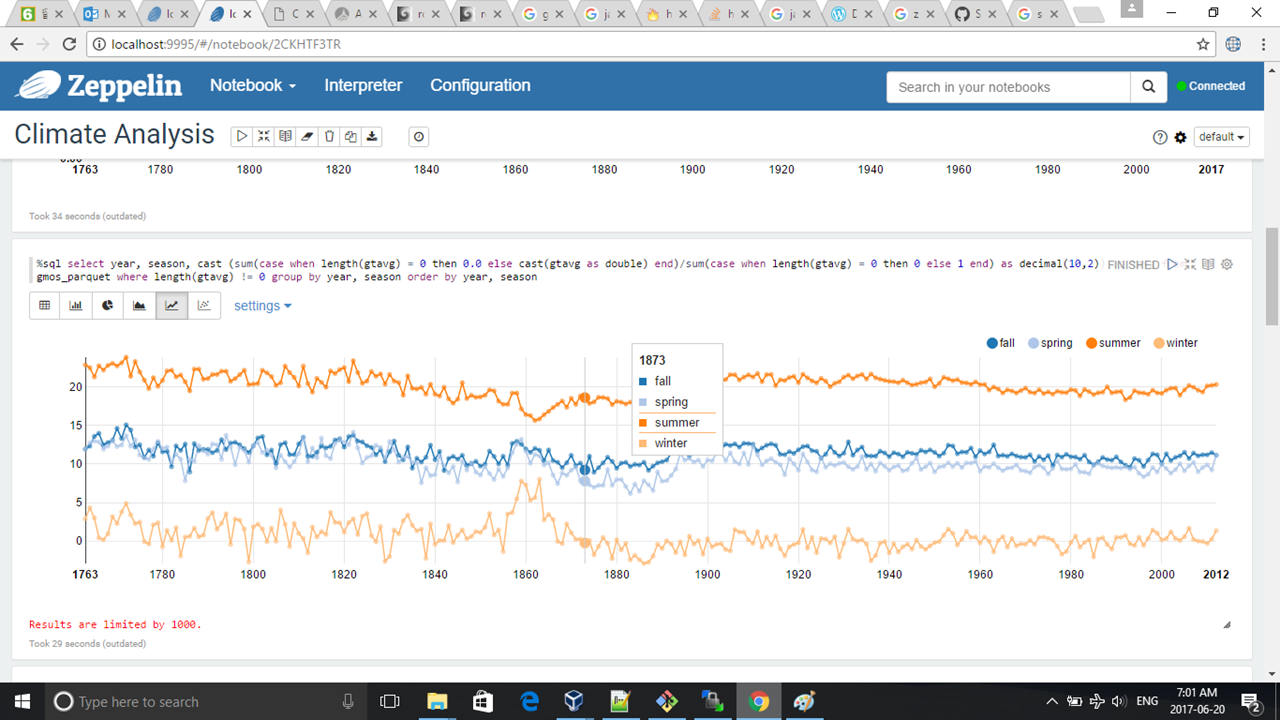 localhost:9995/#/notebook/2CKHTF3TR
Zeppelin Notebook Interpreter Configuration Search in your notebooks Connected
Climate Analysis default
0.00
1763 1780 1800 1820 1840 1860 1880 1900 1920 1940 1960 1980 2000 2017
Took 34 seconds (outdated)
%sql select year, season, cast (sum(case when length(gtavg) = 0 then 0.0 else cast(gtavg as double) end)/sum(case when length(gtavg) = 0 then 0 else 1 end) as decimal(10,2) FINISHED
gmos_parquet where length(gtavg) != 0 group by year, season order by year, season
settings
fall spring summer winter
1873
fall
spring
summer
winter
20
15
10
5
0
1763 1780 1800 1820 1840 1860 1880 1900 1920 1940 1960 1980 2000 2012
Results are limited by 1000.
Took 29 seconds (outdated)
Type here to search ENG 7:01 AM
2017-06-20 2